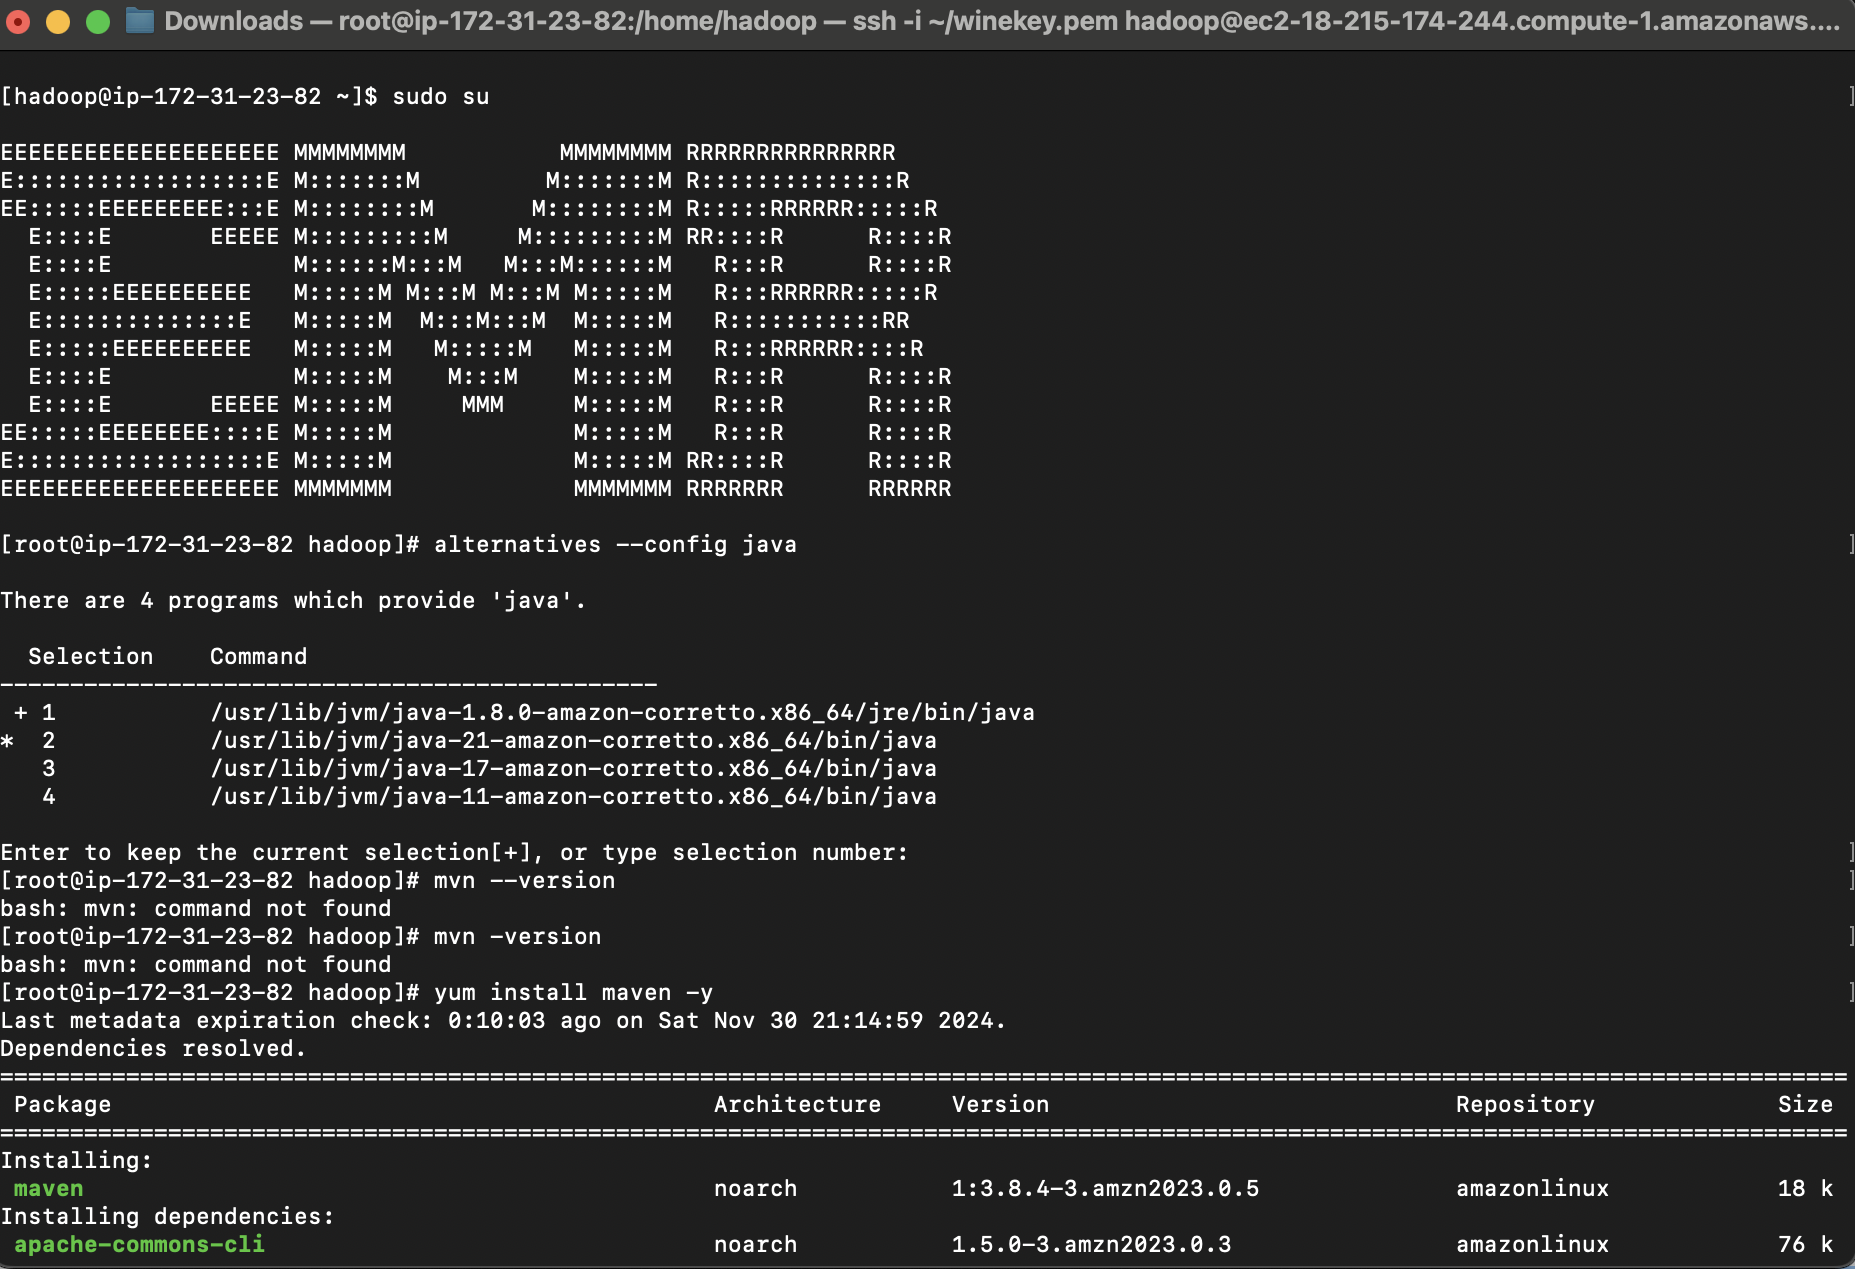 Downloads — root@ip-172-31-23-82:/home/hadoop — ssh -i ~/winekey.pem hadoop@ec2-18-215-174-244.compute-1.amazonaws....
[hadoop@ip-172-31-23-82 ~]$ sudo su ]
EEEEEEEEEEEEEEEEEEEE MMMMMMMM           MMMMMMMM RRRRRRRRRRRRRRR
E::::::::::::::::::E M:::::::M         M:::::::M R::::::::::::::R
EE:::::EEEEEEEEE:::E M::::::::M       M::::::::M R:::::RRRRRR:::::R
  E::::E       EEEEE M:::::::::M     M:::::::::M RR::::R      R::::R
  E::::E             M::::::M:::M   M:::M::::::M   R:::R      R::::R
  E:::::EEEEEEEEEE   M:::::M M:::M M:::M M:::::M   R:::RRRRRR:::::R
  E::::::::::::::E   M:::::M  M:::M:::M  M:::::M   R:::::::::::RR
  E:::::EEEEEEEEEE   M:::::M   M:::::M   M:::::M   R:::RRRRRR::::R
  E::::E             M:::::M    M:::M    M:::::M   R:::R      R::::R
  E::::E       EEEEE M:::::M     MMM     M:::::M   R:::R      R::::R
EE:::::EEEEEEEE::::E M:::::M             M:::::M   R:::R      R::::R
E::::::::::::::::::E M:::::M             M:::::M RR::::R      R::::R
EEEEEEEEEEEEEEEEEEEE MMMMMMM             MMMMMMM RRRRRRR      RRRRRR
[root@ip-172-31-23-82 hadoop]# alternatives --config java ]
There are 4 programs which provide 'java'.
  Selection    Command
-----------------------------------------------
 + 1           /usr/lib/jvm/java-1.8.0-amazon-corretto.x86_64/jre/bin/java
*  2           /usr/lib/jvm/java-21-amazon-corretto.x86_64/bin/java
   3           /usr/lib/jvm/java-17-amazon-corretto.x86_64/bin/java
   4           /usr/lib/jvm/java-11-amazon-corretto.x86_64/bin/java
Enter to keep the current selection[+], or type selection number: ]
[root@ip-172-31-23-82 hadoop]# mvn --version ]
bash: mvn: command not found
[root@ip-172-31-23-82 hadoop]# mvn -version ]
bash: mvn: command not found
[root@ip-172-31-23-82 hadoop]# yum install maven -y ]
Last metadata expiration check: 0:10:03 ago on Sat Nov 30 21:14:59 2024.
Dependencies resolved.
====================================================================================================================================
 Package                                           Architecture     Version                             Repository             Size
====================================================================================================================================
Installing:
 maven                                             noarch           1:3.8.4-3.amzn2023.0.5              amazonlinux            18 k
Installing dependencies:
 apache-commons-cli                                noarch           1.5.0-3.amzn2023.0.3                amazonlinux            76 k